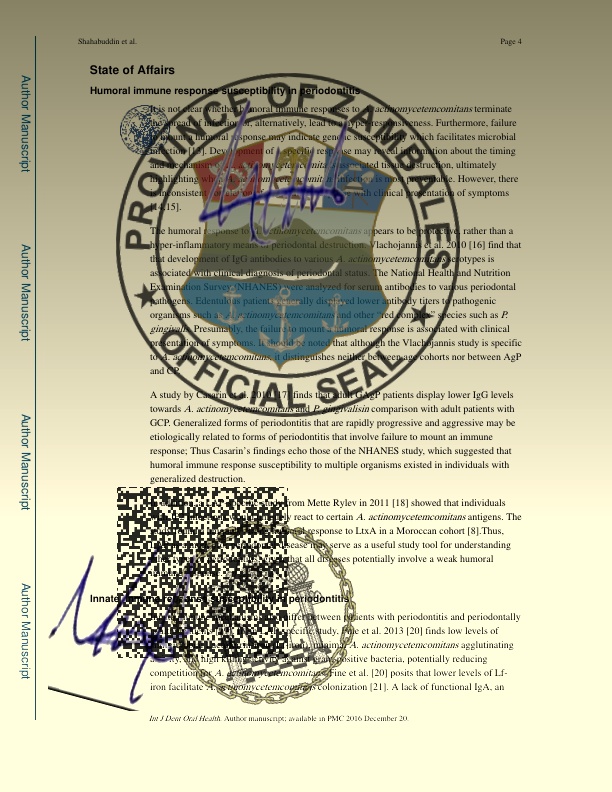 Shahabuddin et al.
Page 4
State of Affairs
Humoral immune response susceptibility in periodontitis
It is not clear whether humoral immune responses to A. actinomycetemcomitans terminate
the spread of infection or, alternatively, lead to hyper-responsiveness. Furthermore, failure
to mount a humoral response may indicate genetic susceptibility which facilitates microbial
infection [13]. Development of a specific response may reveal information about the timing
and mechanism of A. actinomycetemcomitans associated tissue destruction, ultimately
highlighting when A. actinomycetemcomitans infection is most preventable. However, there
is inconsistent with clinical presentation of symptoms
[14,15].
The humoral response to A. actinomycetemcomitans appears to be protective, rather than a
hyper-inflammatory means of periodontal destruction. Vlachojannis et al. 2010 [16] find that
that development of IgG antibodies to various A. actinomycetemcomitans serotypes is
associated with clinical diagnosis of periodontal status. The National Health and Nutrition
Examination Survey (NHANES) were analyzed for serum antibodies to various periodontal
pathogens. Edentulous patients generally displayed lower antibody titers to pathogenic
organisms such as A. actinomycetemcomitans and other “red complex” species such as P.
gingivalis. Presumably, the failure to mount a humoral response is associated with clinical
presentation of symptoms. It should be noted that although the Vlachojannis study is specific
to A. actinomycetemcomitans, it distinguishes neither between age cohorts nor between AgP
and CP.
A study by Casarin et al. 2010 [17] finds that adult GAgP patients display lower IgG levels
towards A. actinomycetemcomitans and P. gingivalisin comparison with adult patients with
GCP. Generalized forms of periodontitis that are rapidly progressive and aggressive may be
etiologically related to forms of periodontitis that involve failure to mount an immune
response; Thus Casarin’s findings echo those of the NHANES study, which suggested that
humoral immune response susceptibility to multiple organisms existed in individuals with
generalized destruction.
from Mette Rylev in 2011 [18] showed that individuals
react to certain A. actinomycetemcomitans antigens. The
response to LtxA in a Moroccan cohort [8].Thus,
disease may serve as a useful study tool for understanding
that all diseases potentially involve a weak humoral
Innate immune response susceptibility in periodontitis
differ between patients with periodontitis and periodontally
specific study, Fine et al. 2013 [20] finds low levels of
minimal A. actinomycetemcomitans agglutinating
activity, and high killing activity against gram-positive bacteria, potentially reducing
competition for A. actinomycetemcomitans. Fine et al. [20] posits that lower levels of Lf-
iron facilitate A. actinomycetemcomitans colonization [21]. A lack of functional IgA, an
Int J Dent Oral Health. Author manuscript; available in PMC 2016 December 20.
Author Manuscript
Author Manuscript
Author Manuscript
Author Manuscript
OFFICIAL SEAL